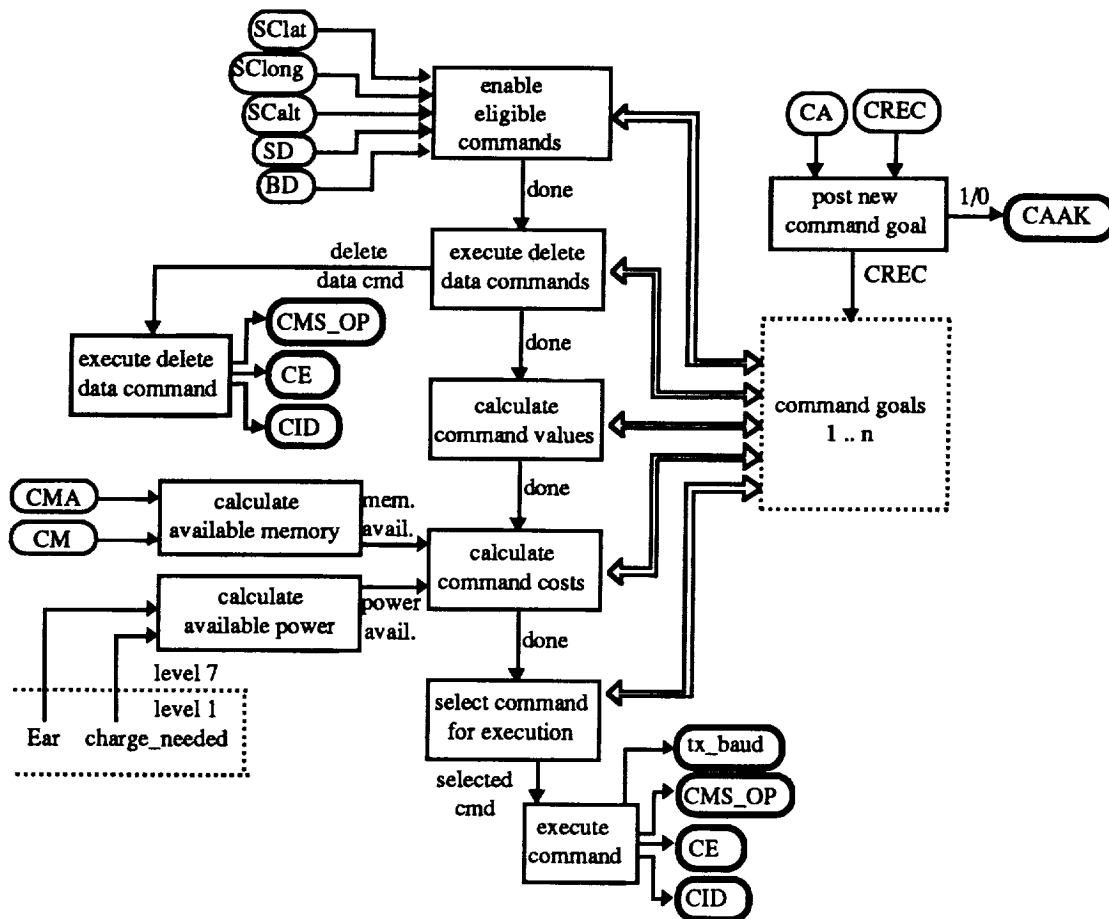 SClat
SClong
SCalt
SD
BD
enable
eligible
commands
CA
CREC
post new
command goal
1/0
CAAK
CREC
done
delete
data cmd
execute delete
data commands
CMS_OP
CE
CID
execute delete
data command
done
calculate
command values
command goals
1 .. n
done
CMA
CM
calculate
available memory
mem.
avail.
calculate
command costs
calculate
available power
power
avail.
done
level 7
level 1
Ear
charge_needed
select command
for execution
selected
cmd
execute
command
tx_baud
CMS_OP
CE
CID